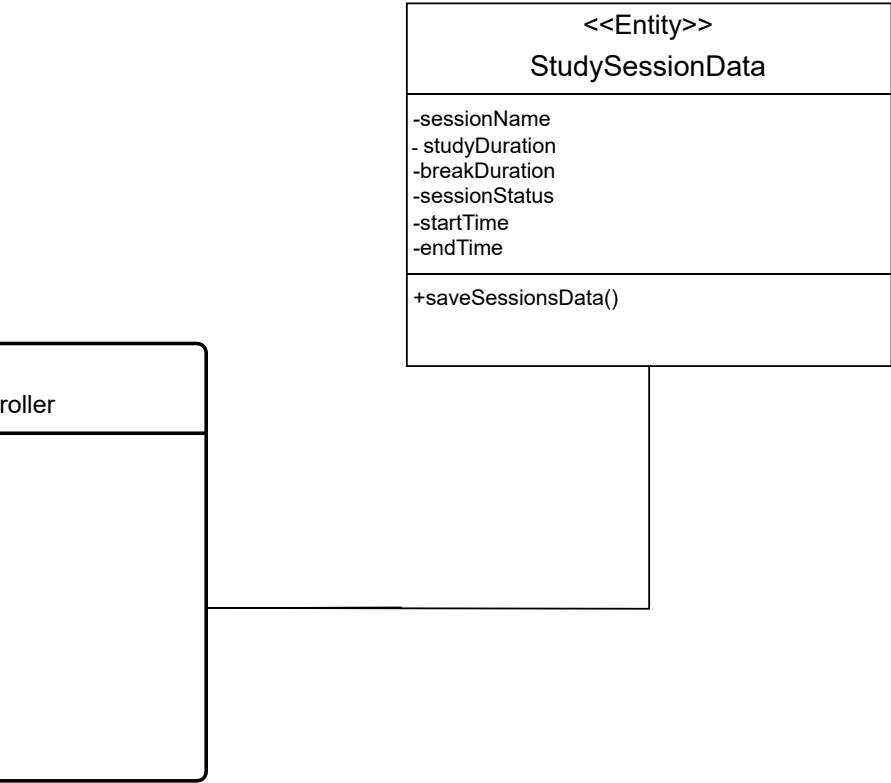 <<Entity>>
StudySessionData
-sessionName
- studyDuration
-breakDuration
-sessionStatus
-startTime
-endTime
+saveSessionsData()
roller